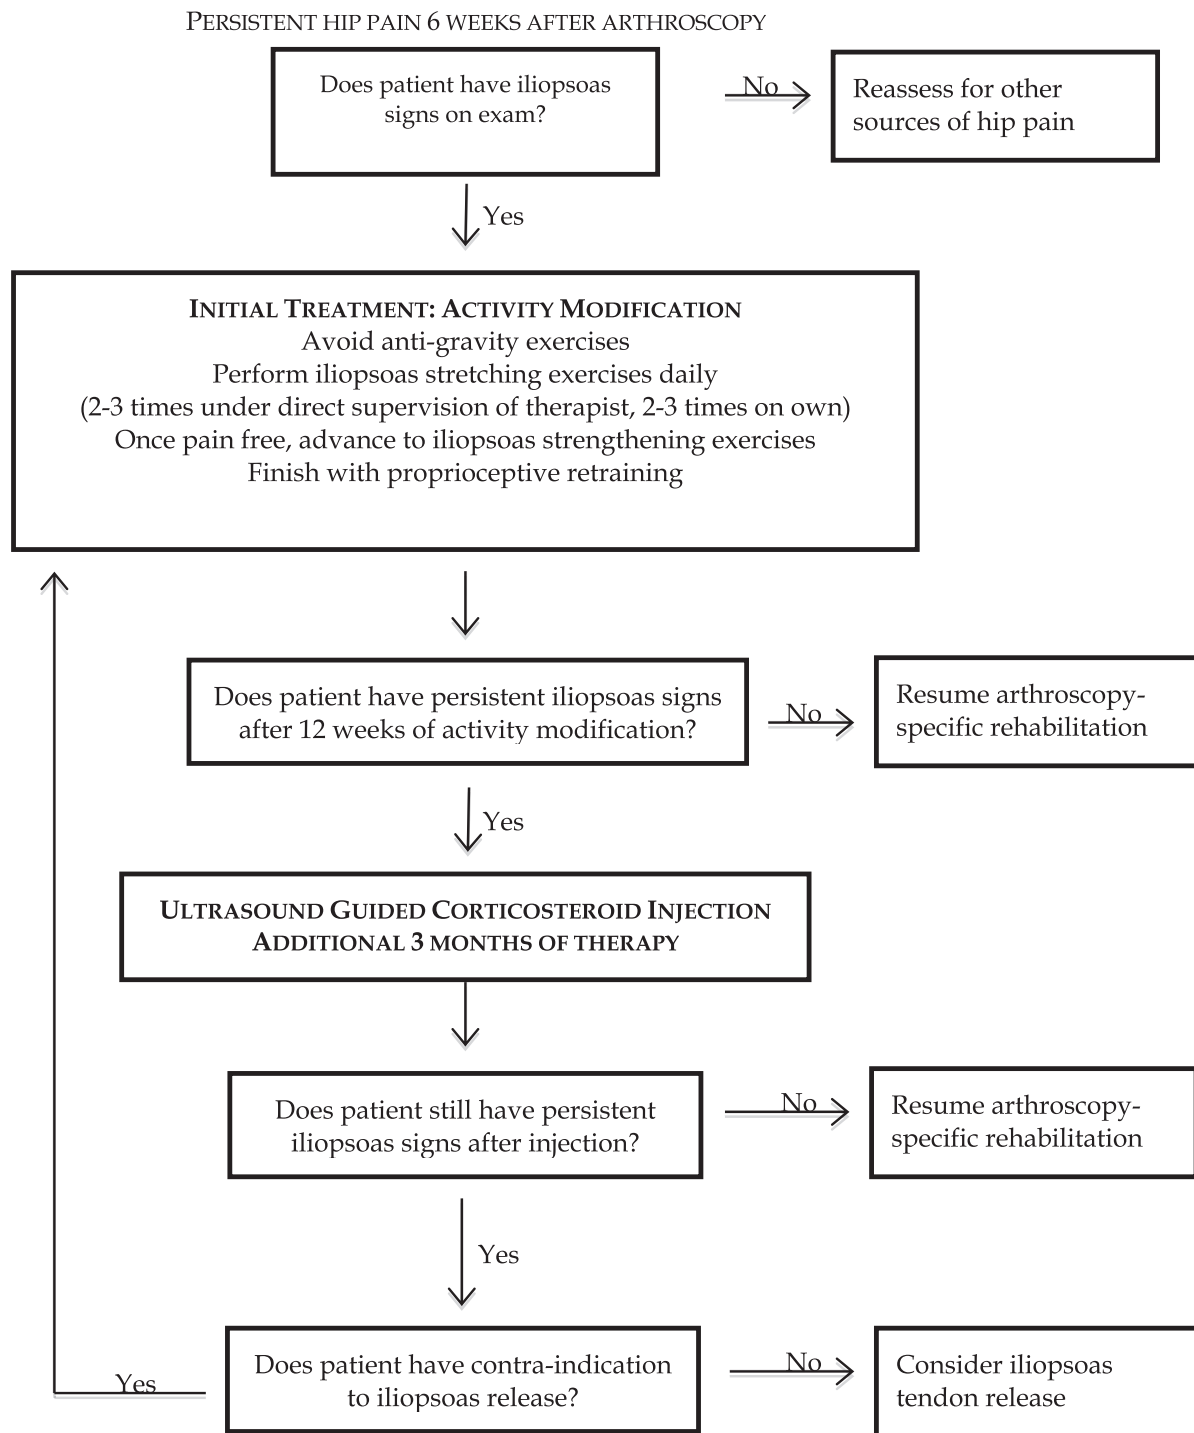 PERSISTENT HIP PAIN 6 WEEKS AFTER ARTHROSCOPY
Does patient have iliopsoas
signs on exam?
No
Reassess for other
sources of hip pain
Yes
INITIAL TREATMENT: ACTIVITY MODIFICATION
Avoid anti-gravity exercises
Perform iliopsoas stretching exercises daily
(2-3 times under direct supervision of therapist, 2-3 times on own)
Once pain free, advance to iliopsoas strengthening exercises
Finish with proprioceptive retraining
Does patient have persistent iliopsoas signs
after 12 weeks of activity modification?
No
Resume arthroscopy-
specific rehabilitation
Yes
ULTRASOUND GUIDED CORTICOSTEROID INJECTION
ADDITIONAL 3 MONTHS OF THERAPY
Does patient still have persistent
iliopsoas signs after injection?
No
Resume arthroscopy-
specific rehabilitation
Yes
Does patient have contra-indication
to iliopsoas release?
No
Consider iliopsoas
tendon release
Yes